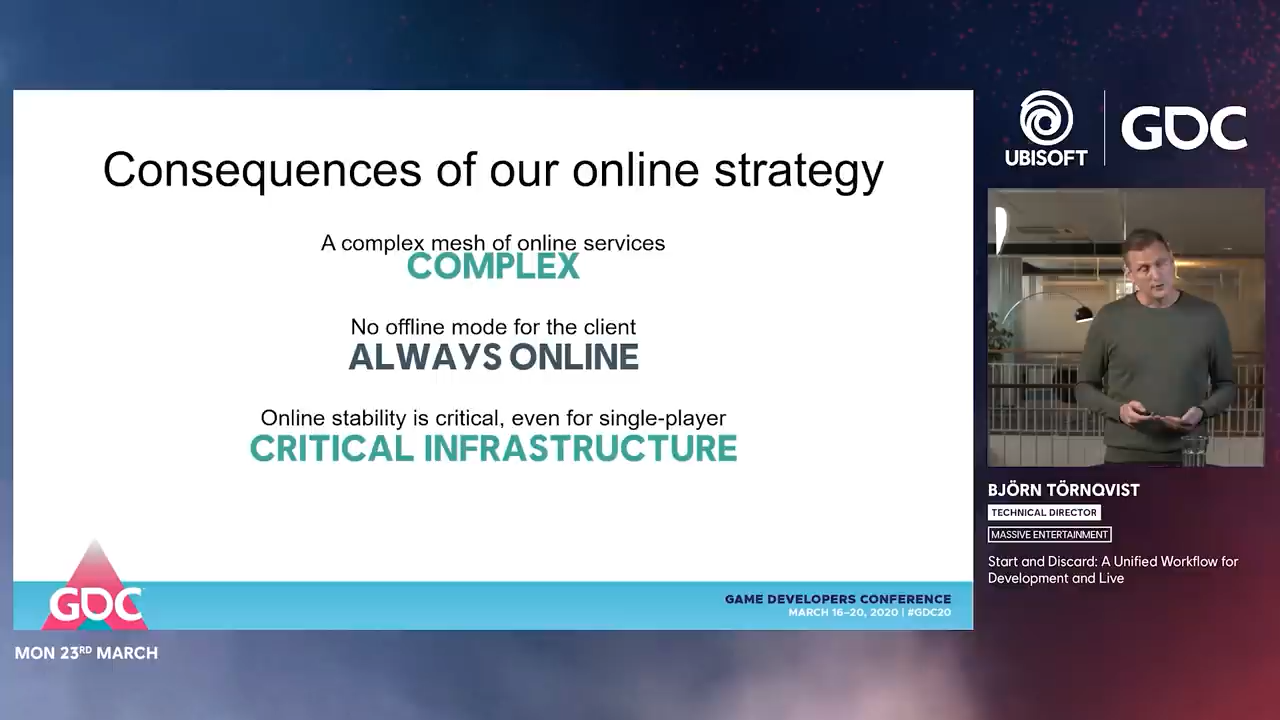 Consequences of our online strategy
A complex mesh of online services
COMPLEX
No offline mode for the client
ALWAYS ONLINE
Online stability is critical, even for single-player
CRITICAL INFRASTRUCTURE
GDC
GAME DEVELOPERS CONFERENCE
MARCH 16–20, 2020 | #GDC20
MON 23RD MARCH
UBISOFT
GDC
BJÖRN TÖRNQVIST
TECHNICAL DIRECTOR
MASSIVE ENTERTAINMENT
Start and Discard: A Unified Workflow for
Development and Live